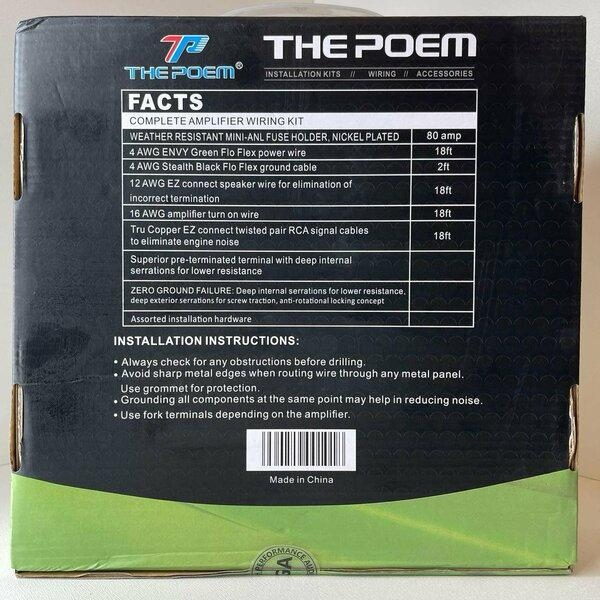 TP
THE POEM®
THE POEM
INSTALLATION KITS // WIRING // ACCESSORIES
FACTS
COMPLETE AMPLIFIER WIRING KIT
WEATHER RESISTANT MINI-ANL FUSE HOLDER, NICKEL PLATED 80 amp
4 AWG ENVY Green Flo Flex power wire 18ft
4 AWG Stealth Black Flo Flex ground cable 2ft
12 AWG EZ connect speaker wire for elimination of
incorrect termination 18ft
16 AWG amplifier turn on wire 18ft
Tru Copper EZ connect twisted pair RCA signal cables
to eliminate engine noise 18ft
Superior pre-terminated terminal with deep internal
serrations for lower resistance
ZERO GROUND FAILURE: Deep internal serrations for lower resistance,
deep exterior serrations for screw traction, anti-rotational locking concept
Assorted installation hardware
INSTALLATION INSTRUCTIONS:
• Always check for any obstructions before drilling.
• Avoid sharp metal edges when routing wire through any metal panel.
Use grommet for protection.
• Grounding all components at the same point may help in reducing noise.
• Use fork terminals depending on the amplifier.
Made in China
PERFORMANCE
GA